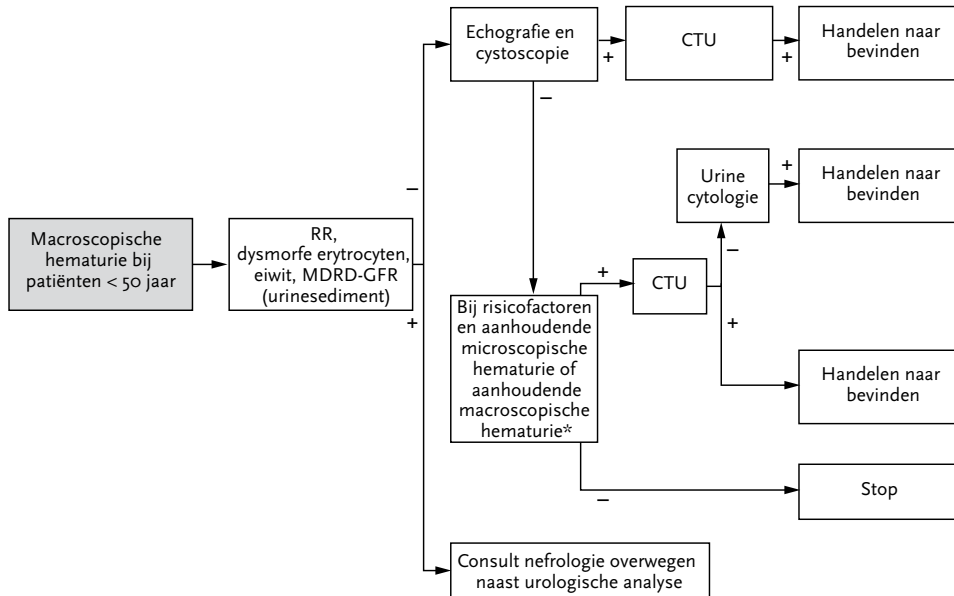 Macroscopische
hematurie bij
patiënten < 50 jaar
RR,
dysmorfe erytrocyten,
eiwit, MDRD-GFR
(urinesediment)
–
+
Echografie en
cystoscopie
+
–
CTU
+
Handelen naar
bevinden
Bij risicofactoren
en aanhoudende
microscopische
hematurie of
aanhoudende
macroscopische
hematurie*
+
–
CTU
–
+
Urine
cytologie
+
Handelen naar
bevinden
Handelen naar
bevinden
Stop
Consult nefrologie overwegen
naast urologische analyse